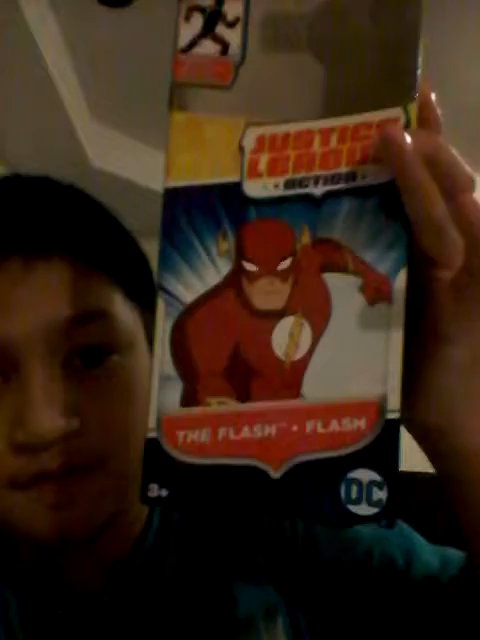 JUSTICE
LEAGUE
ACTION
THE FLASH™ • FLASH
3+
DC